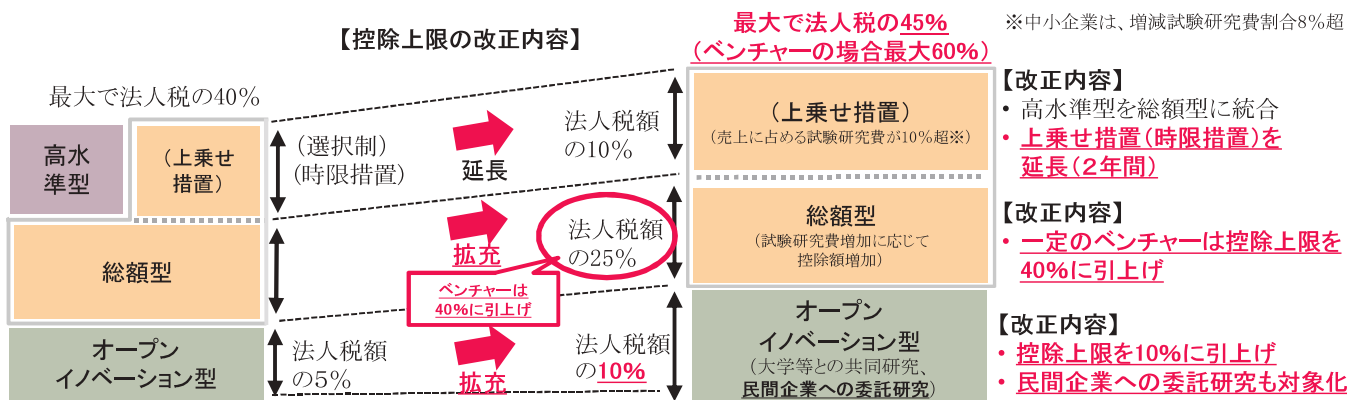 【控除上限の改正内容】
最大で法人税の40%
高水
準型
(上乗せ
措置)
総額型
オープン
イノベーション型
(選択制)
(時限措置)
法人税額
の5%
延長
拡充
ベンチャーは
40%に引上げ
拡充
法人税額
の10%
法人税額
の25%
法人税額
の10%
最大で法人税の45%
(ベンチャーの場合最大60%)
(上乗せ措置)
(売上に占める試験研究費が10%超※)
総額型
(試験研究費増加に応じて
控除額増加)
オープン
イノベーション型
(大学等との共同研究、
民間企業への委託研究)
※中小企業は、増減試験研究費割合8%超
【改正内容】
・高水準型を総額型に統合
・上乗せ措置(時限措置)を
延長(2年間)
【改正内容】
・一定のベンチャーは控除上限を
40%に引上げ
【改正内容】
・控除上限を10%に引上げ
・民間企業への委託研究も対象化